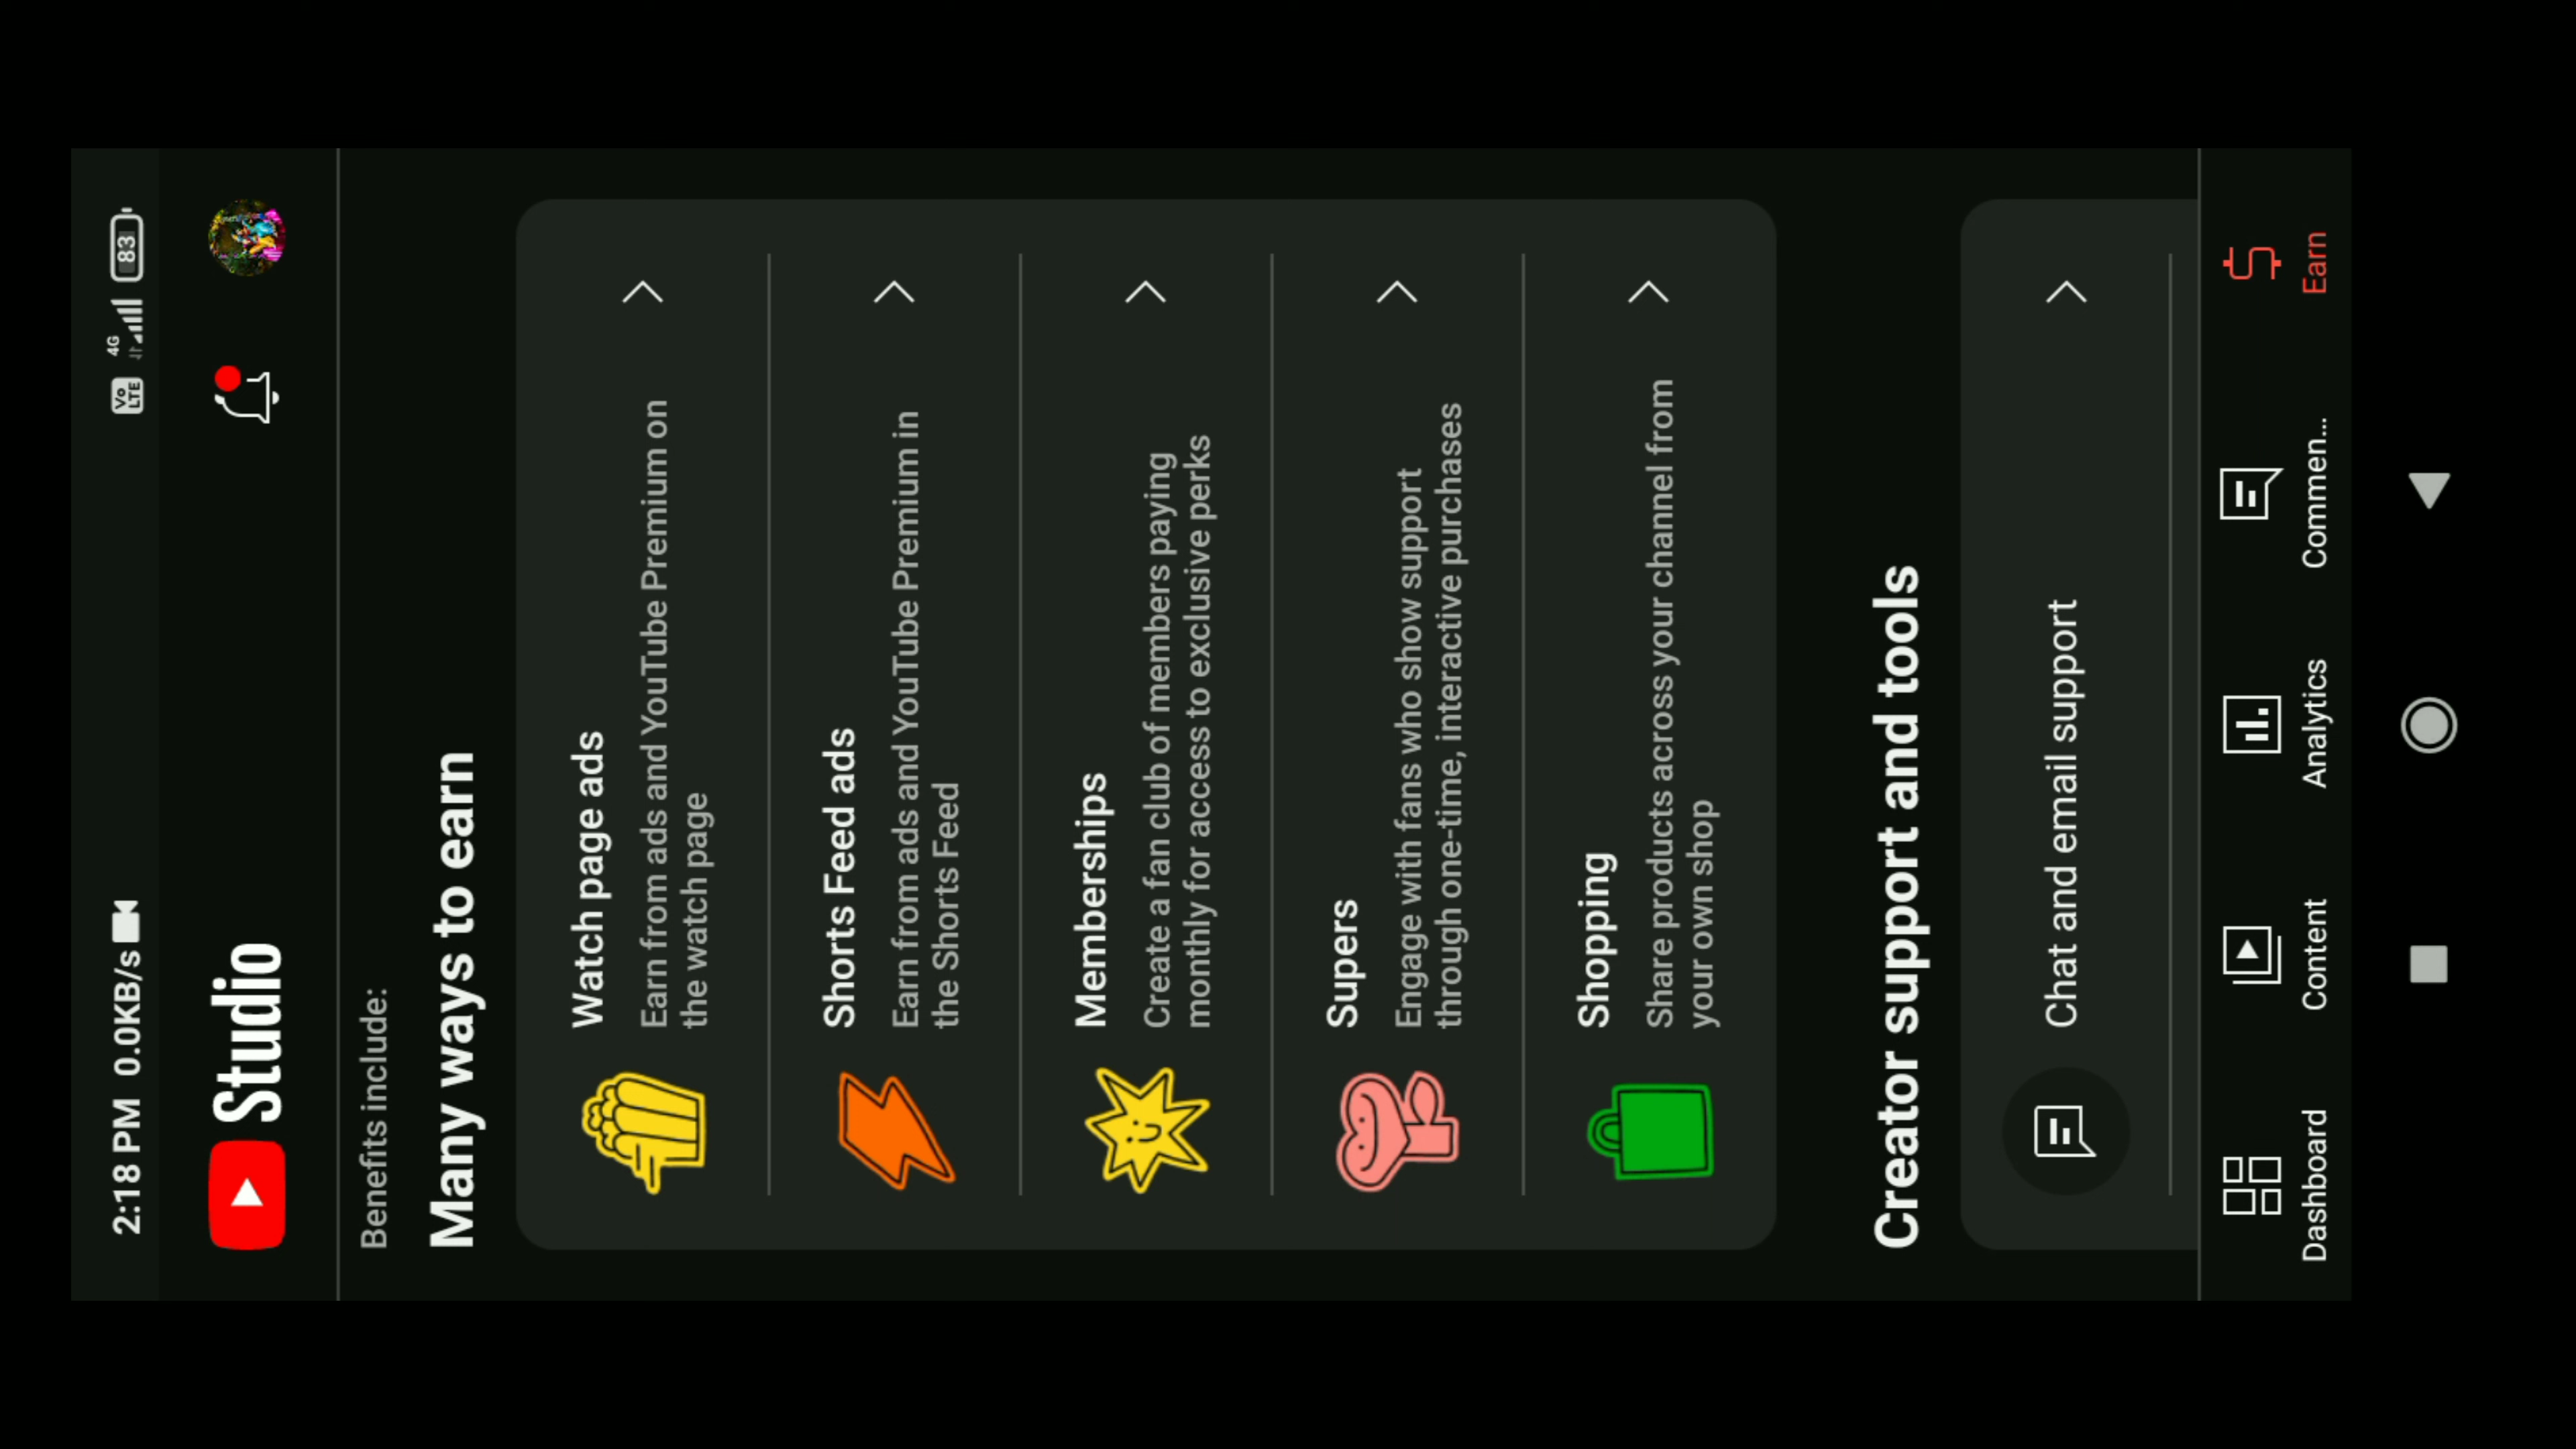 2:18 PM 0.0KB/s
Vo LTE 4G 83
Studio
Benefits include:
Many ways to earn
Watch page ads
Earn from ads and YouTube Premium on
the watch page
Shorts Feed ads
Earn from ads and YouTube Premium in
the Shorts Feed
Memberships
Create a fan club of members paying
monthly for access to exclusive perks
Supers
Engage with fans who show support
through one-time, interactive purchases
Shopping
Share products across your channel from
your own shop
Creator support and tools
Chat and email support
Dashboard
Content
Analytics
Commen...
Earn